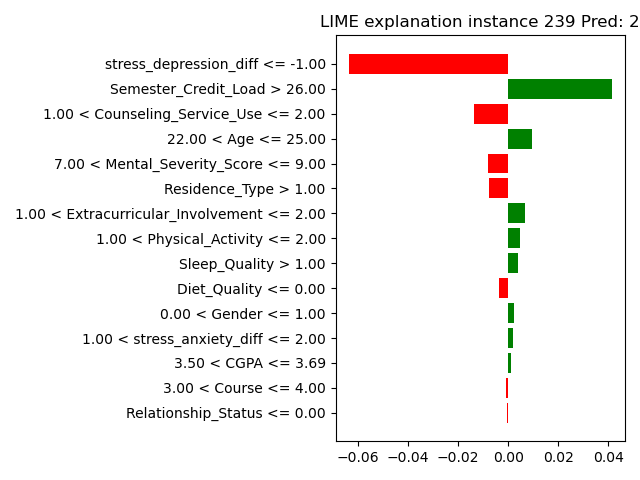 LIME explanation instance 239 Pred: 2
stress_depression_diff <= -1.00
Semester_Credit_Load > 26.00
1.00 < Counseling_Service_Use <= 2.00
22.00 < Age <= 25.00
7.00 < Mental_Severity_Score <= 9.00
Residence_Type > 1.00
1.00 < Extracurricular_Involvement <= 2.00
1.00 < Physical_Activity <= 2.00
Sleep_Quality > 1.00
Diet_Quality <= 0.00
0.00 < Gender <= 1.00
1.00 < stress_anxiety_diff <= 2.00
3.50 < CGPA <= 3.69
3.00 < Course <= 4.00
Relationship_Status <= 0.00
−0.06 −0.04 −0.02 0.00 0.02 0.04